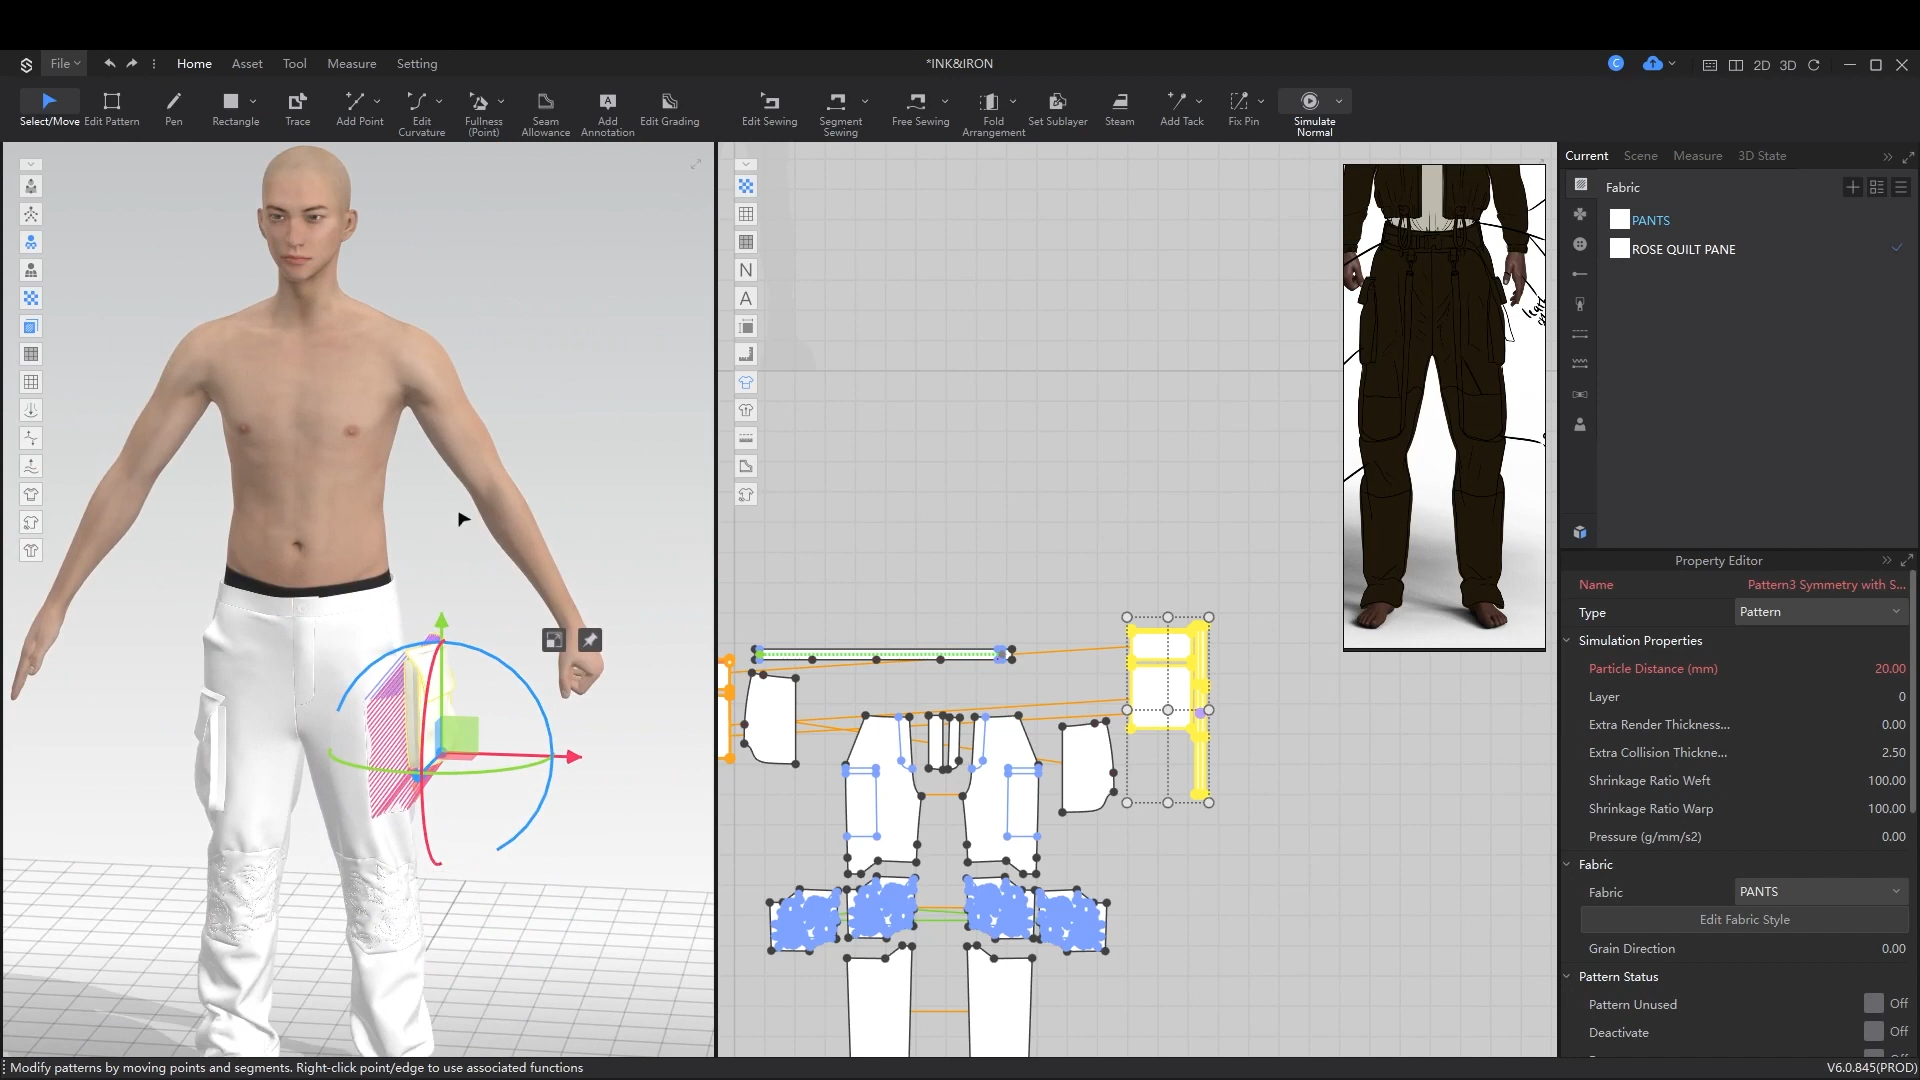 File
Home
Asset
Tool
Measure
Setting
*INK&IRON
C
2D
3D
Select/Move
Edit Pattern
Pen
Rectangle
Trace
Add Point
Edit
Curvature
Fullness
(Point)
Seam
Allowance
Add
Annotation
Edit Grading
Edit Sewing
Segment
Sewing
Free Sewing
Fold
Arrangement
Set Sublayer
Steam
Add Tack
Fix Pin
Simulate
Normal
N
A
Current
Scene
Measure
3D State
Fabric
PANTS
ROSE QUILT PANE
Property Editor
Name
Pattern3 Symmetry with S...
Type
Pattern
Simulation Properties
Particle Distance (mm)
20.00
Layer
0
Extra Render Thickness...
0.00
Extra Collision Thickne...
2.50
Shrinkage Ratio Weft
100.00
Shrinkage Ratio Warp
100.00
Pressure (g/mm/s2)
0.00
Fabric
Fabric
PANTS
Edit Fabric Style
Grain Direction
0.00
Pattern Status
Pattern Unused
Off
Deactivate
Off
Modify patterns by moving points and segments. Right-click point/edge to use associated functions
V6.0.845(PROD)